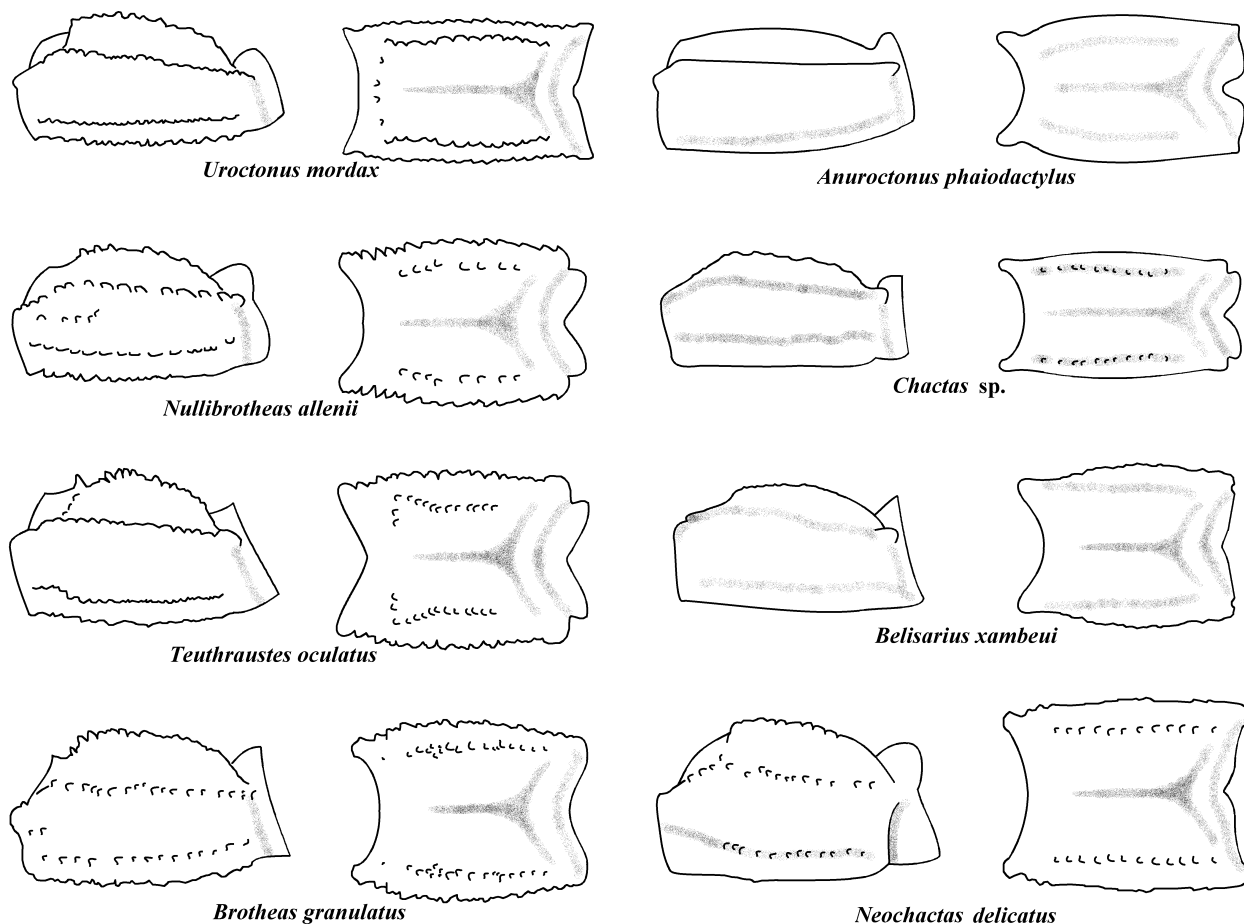 Uroctonus mordax
Anuroctonus phaiodactylus
Nullibrotheas allenii
Chactas sp.
Teuthraustes oculatus
Belisarius xambeui
Brotheas granulatus
Neochactas delicatus